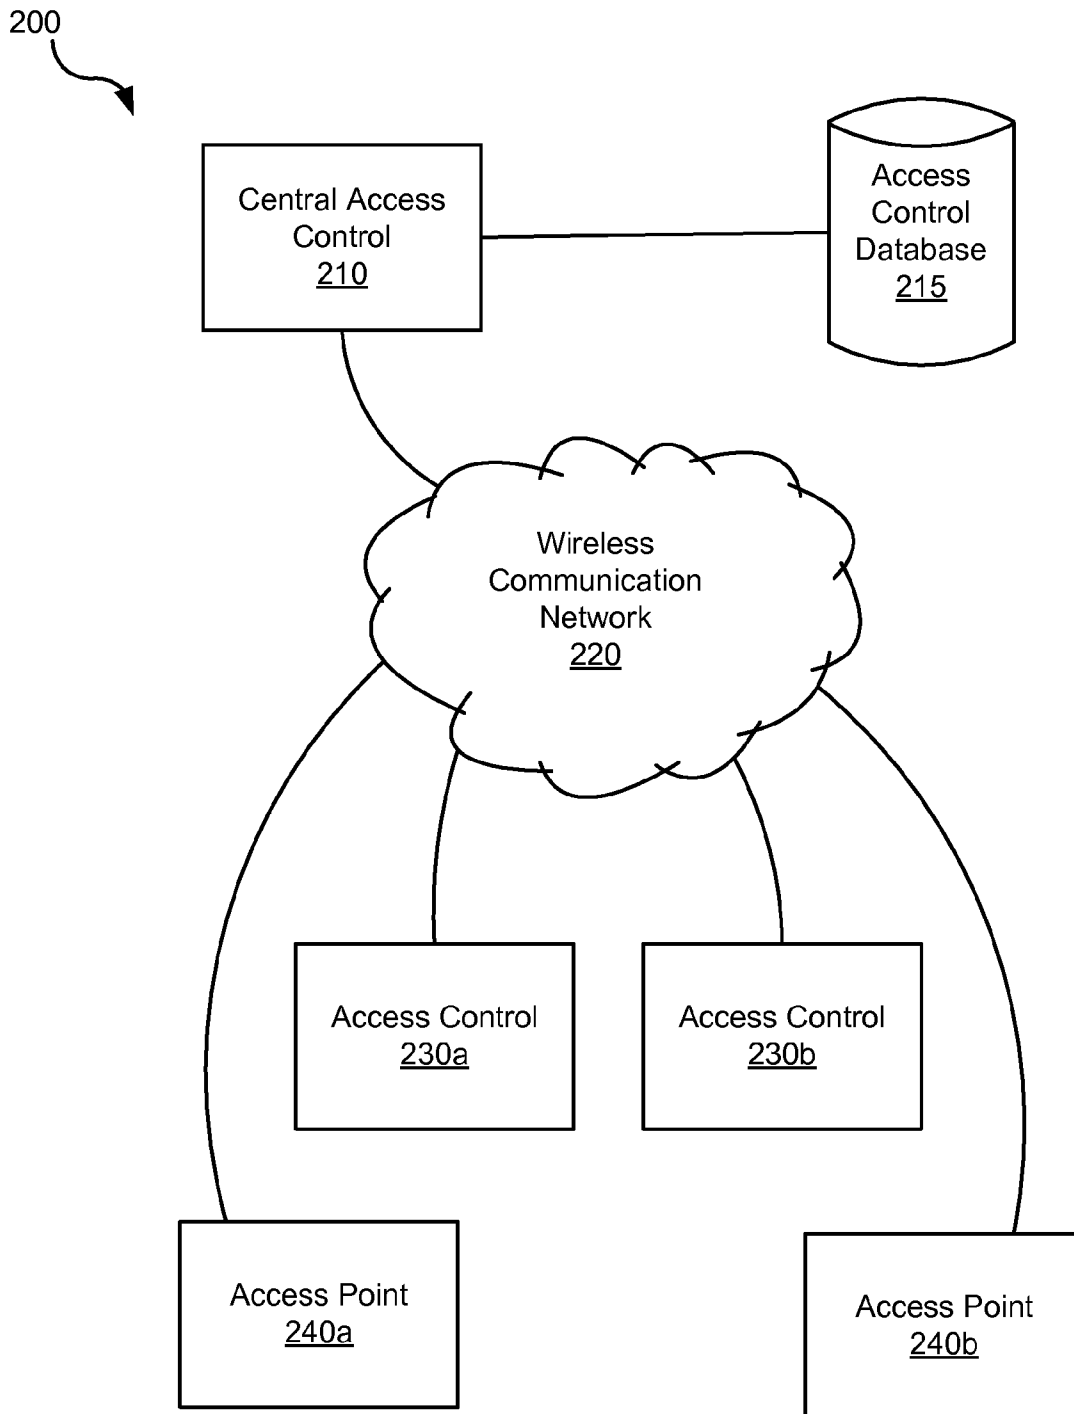 200
Central Access
Control
210
Access
Control
Database
215
Wireless
Communication
Network
220
Access Control
230a
Access Control
230b
Access Point
240a
Access Point
240b